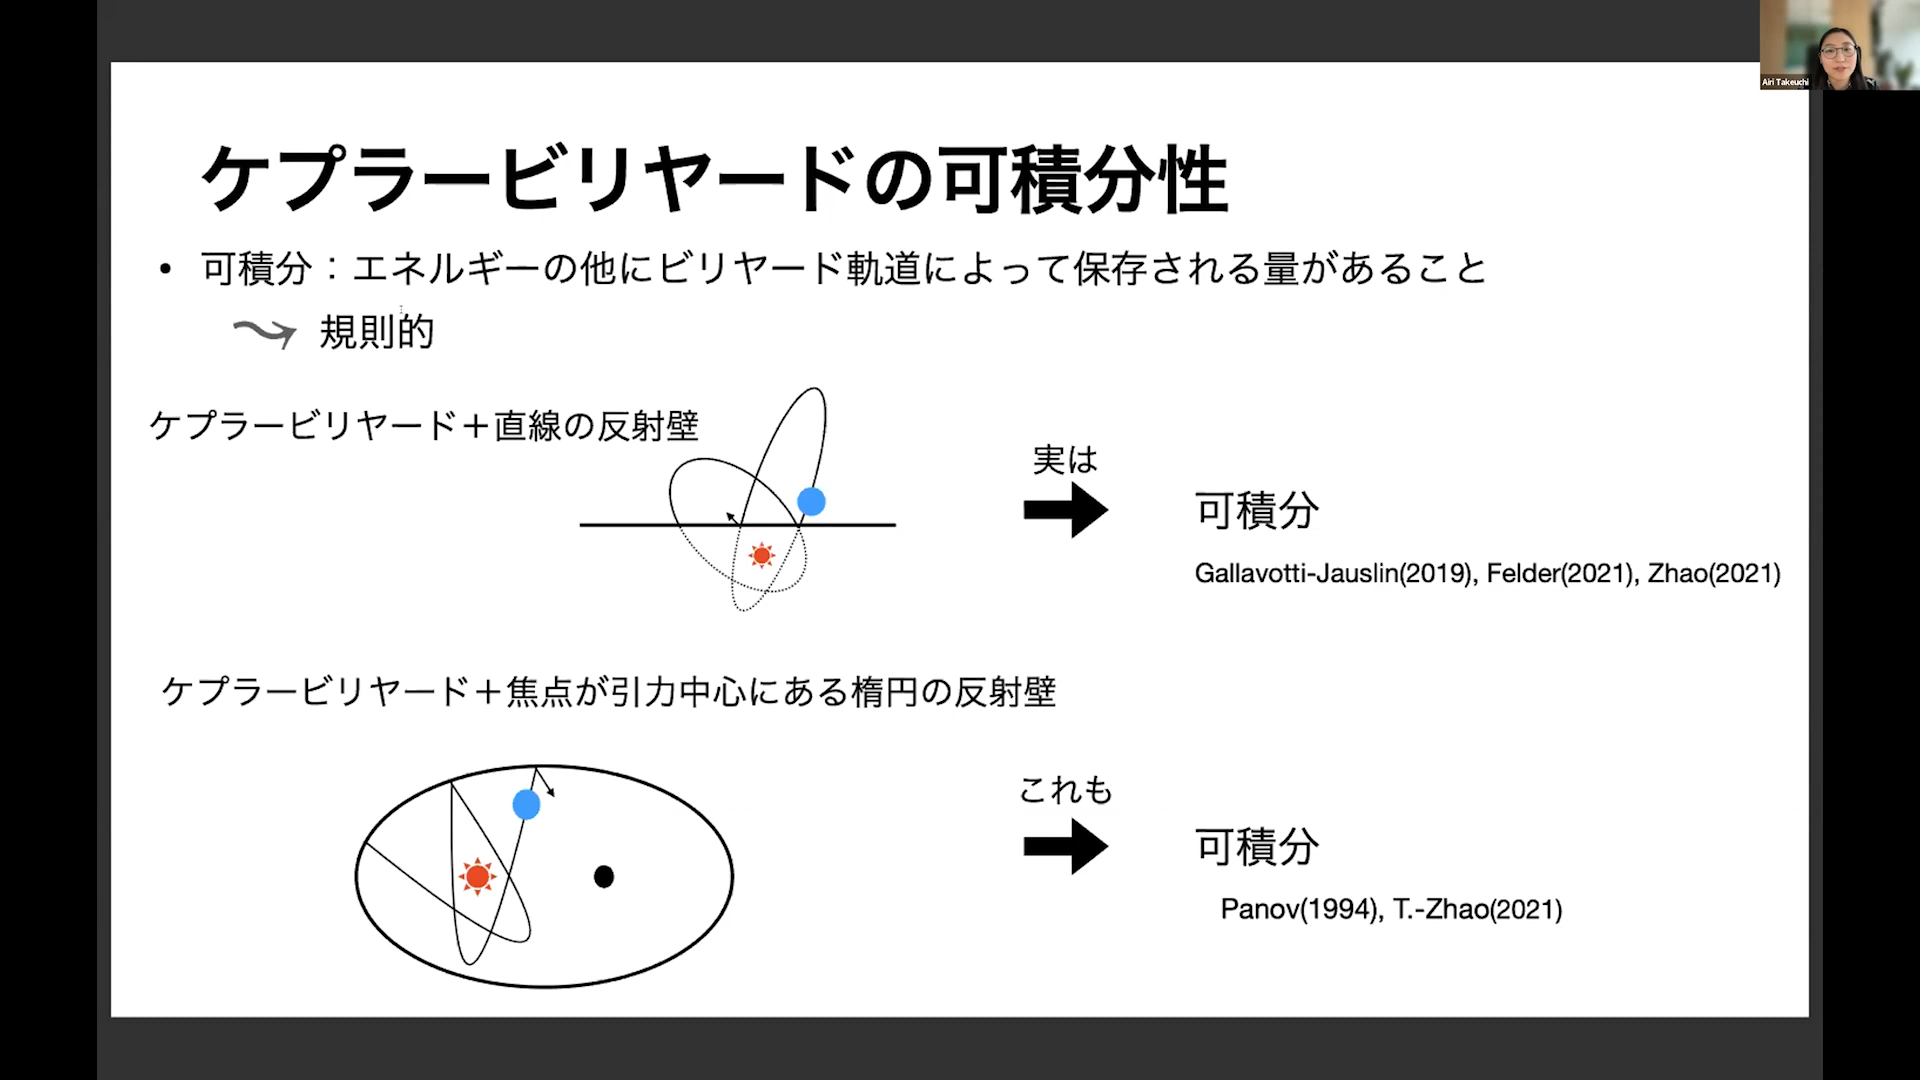 Airi Takeuchi
ケプラービリヤードの可積分性
• 可積分：エネルギーの他にビリヤード軌道によって保存される量があること
規則的
ケプラービリヤード＋直線の反射壁
実は
可積分
Gallavotti-Jauslin(2019), Felder(2021), Zhao(2021)
ケプラービリヤード＋焦点が引力中心にある楕円の反射壁
これも
可積分
Panov(1994), T.-Zhao(2021)